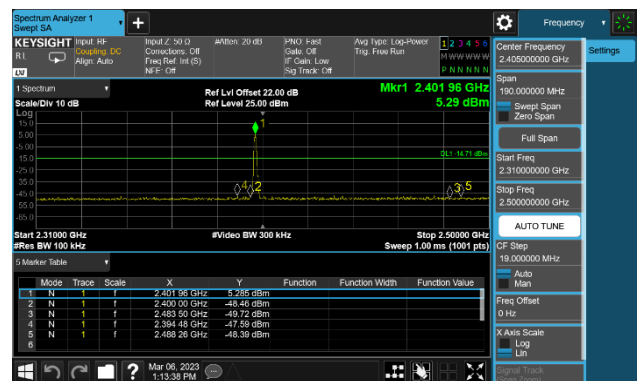 Spectrum Analyzer 1
Swept SA
Frequency
KEYSIGHT
RL
Input: RF
Coupling: DC
Align: Auto
Input Z: 50 Ω
Corrections: Off
Freq Ref: Int (S)
NFE: Off
#Atten: 20 dB
PNO: Fast
Gate: Off
IF Gain: Low
Sig Track: Off
Avg Type: Log-Power
Trig: Free Run
1 2 3 4 5 6
M W W W W W
P N N N N N
LXI
Center Frequency
2.405000000 GHz
Settings
Span
190.000000 MHz
Swept Span
Zero Span
Full Span
Start Freq
2.310000000 GHz
Stop Freq
2.500000000 GHz
AUTO TUNE
CF Step
19.000000 MHz
Auto
Man
Freq Offset
0 Hz
X Axis Scale
Log
Lin
Signal Track
(Span Zoom)
1 Spectrum
Scale/Div 10 dB
Ref Lvl Offset 22.00 dB
Ref Level 25.00 dBm
Mkr1 2.401 96 GHz
5.29 dBm
Log
15.0
5.00
-5.00
-15.0
-25.0
-35.0
-45.0
-55.0
-65.0
1
DL1 -14.71 dBm
4 2
3 5
Start 2.31000 GHz
#Res BW 100 kHz
#Video BW 300 kHz
Stop 2.50000 GHz
Sweep 1.00 ms (1001 pts)
5 Marker Table
Mode Trace Scale X Y Function Function Width Function Value
1 N 1 f 2.401 96 GHz 5.285 dBm
2 N 1 f 2.400 00 GHz -48.46 dBm
3 N 1 f 2.483 50 GHz -49.72 dBm
4 N 1 f 2.394 48 GHz -47.59 dBm
5 N 1 f 2.488 26 GHz -48.39 dBm
6
?
Mar 06, 2023
1:13:38 PM